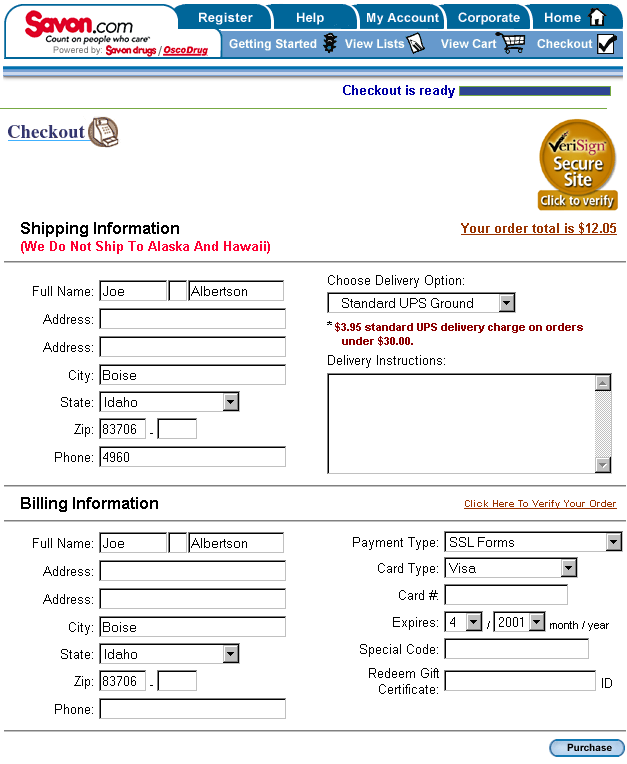 Savon.com
Count on people who care
Powered by: Savon drugs / OscoDrug
Register
Help
My Account
Corporate
Home
Getting Started
View Lists
View Cart
Checkout
Checkout is ready
Checkout
VeriSign
Secure
Site
Click to verify
Shipping Information
(We Do Not Ship To Alaska And Hawaii)
Your order total is $12.05
Full Name: Joe Albertson
Address:
Address:
City: Boise
State: Idaho
Zip: 83706 -
Phone: 4960
Choose Delivery Option:
Standard UPS Ground
* $3.95 standard UPS delivery charge on orders
under $30.00.
Delivery Instructions:
Billing Information
Click Here To Verify Your Order
Full Name: Joe Albertson
Address:
Address:
City: Boise
State: Idaho
Zip: 83706 -
Phone:
Payment Type: SSL Forms
Card Type: Visa
Card #:
Expires: 4 / 2001 month / year
Special Code:
Redeem Gift
Certificate: ID
Purchase